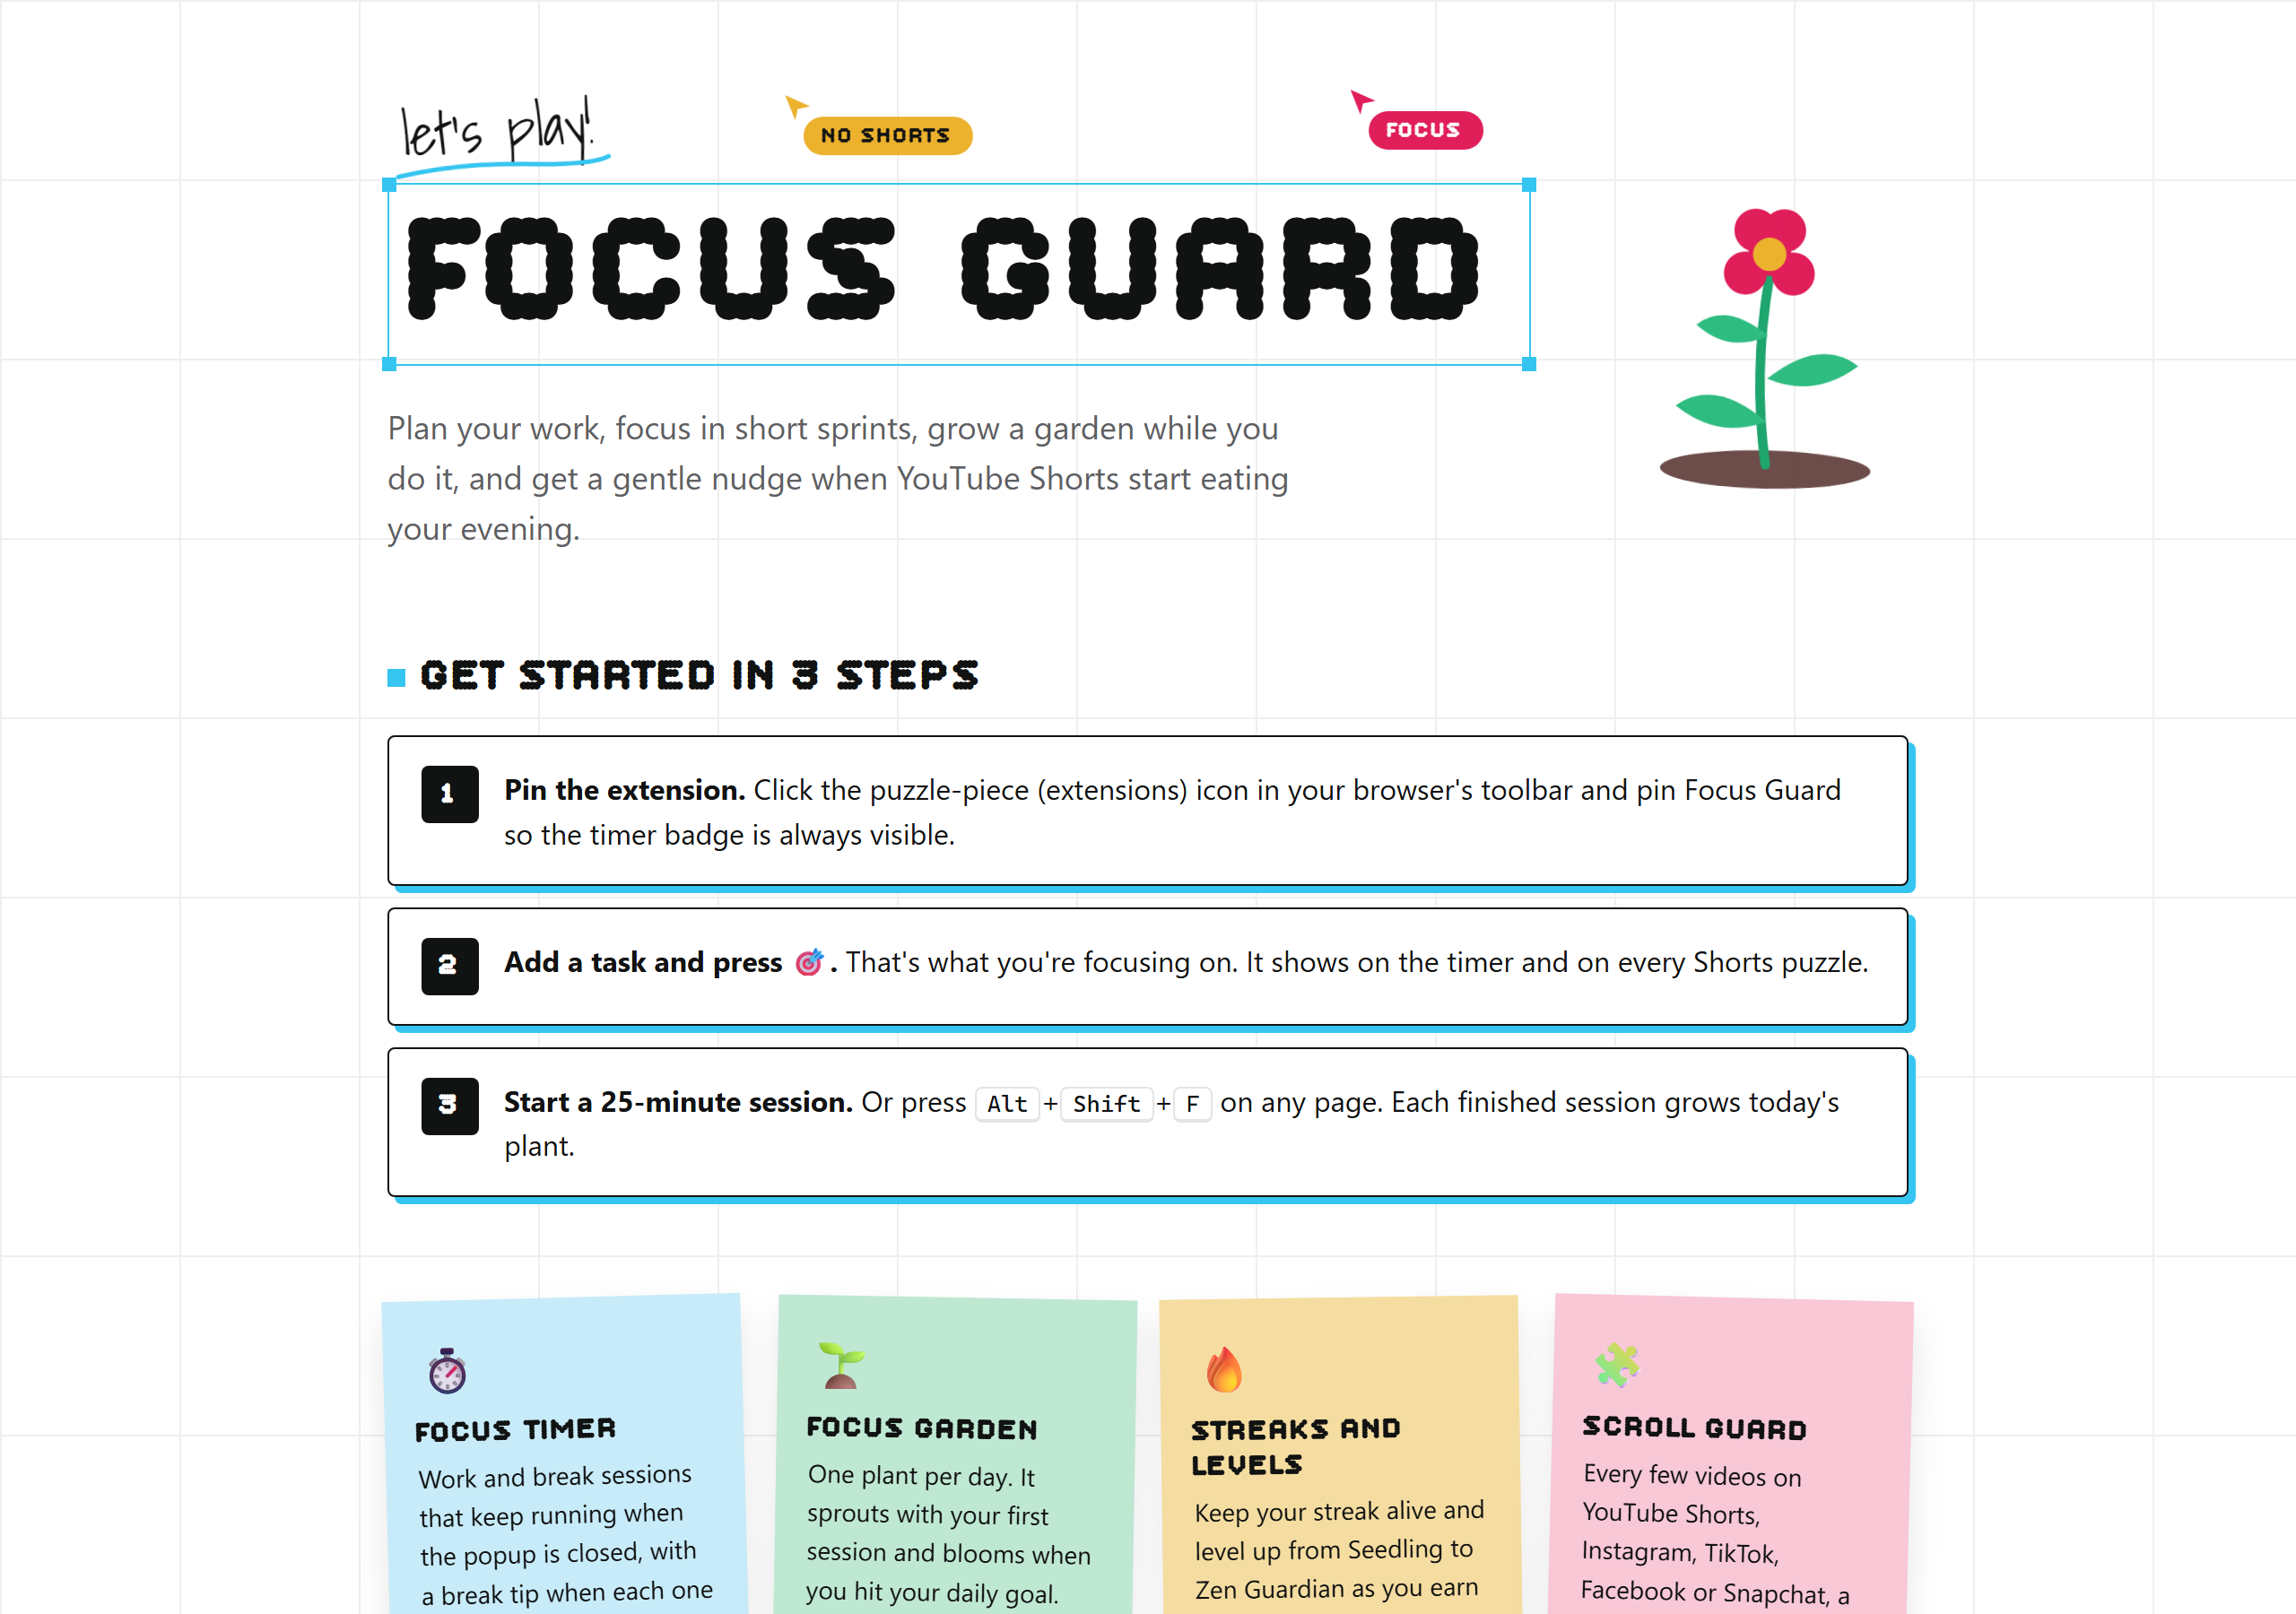 let's play!
NO SHORTS
FOCUS
FOCUS GUARD
Plan your work, focus in short sprints, grow a garden while you
do it, and get a gentle nudge when YouTube Shorts start eating
your evening.
GET STARTED IN 3 STEPS
1
Pin the extension. Click the puzzle-piece (extensions) icon in your browser's toolbar and pin Focus Guard
so the timer badge is always visible.
2
Add a task and press 🎯. That's what you're focusing on. It shows on the timer and on every Shorts puzzle.
3
Start a 25-minute session. Or press Alt+Shift+F on any page. Each finished session grows today's
plant.
FOCUS TIMER
Work and break sessions
that keep running when
the popup is closed, with
a break tip when each one
FOCUS GARDEN
One plant per day. It
sprouts with your first
session and blooms when
you hit your daily goal.
STREAKS AND
LEVELS
Keep your streak alive and
level up from Seedling to
Zen Guardian as you earn
SCROLL GUARD
Every few videos on
YouTube Shorts,
Instagram, TikTok,
Facebook or Snapchat, a